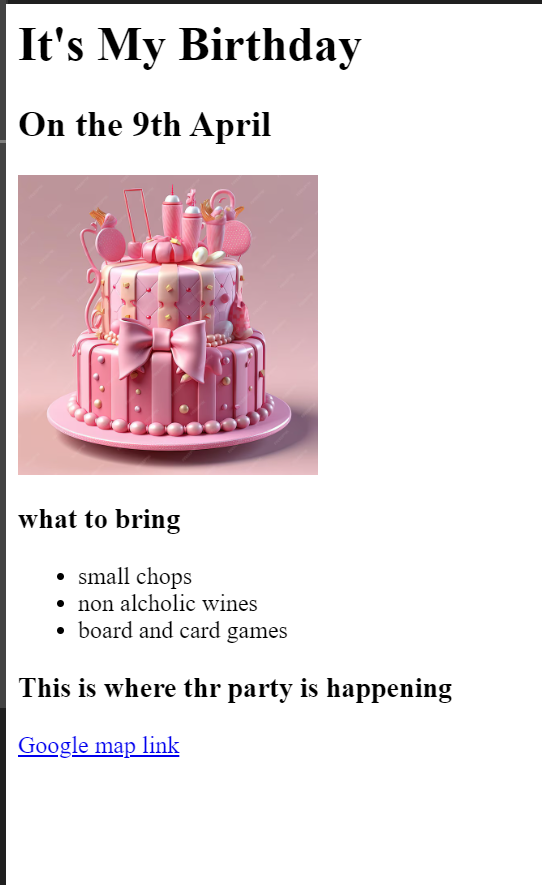 It's My Birthday
On the 9th April
what to bring
small chops
non alcholic wines
board and card games
This is where thr party is happening
Google map link